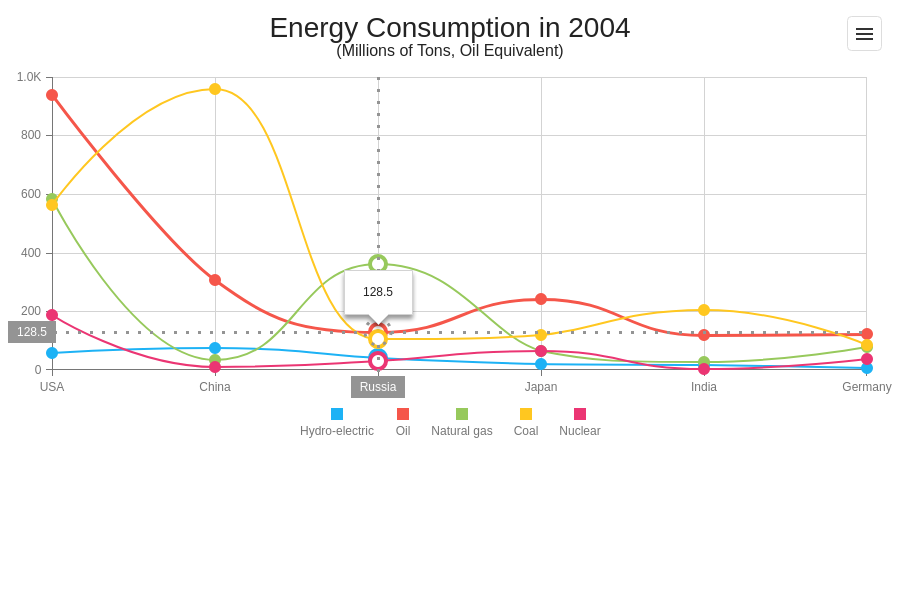 Energy Consumption in 2004
(Millions of Tons, Oil Equivalent)
1.0K
800
600
400
200
0
128.5
128.5
USA China Russia Japan India Germany
Hydro-electric Oil Natural gas Coal Nuclear